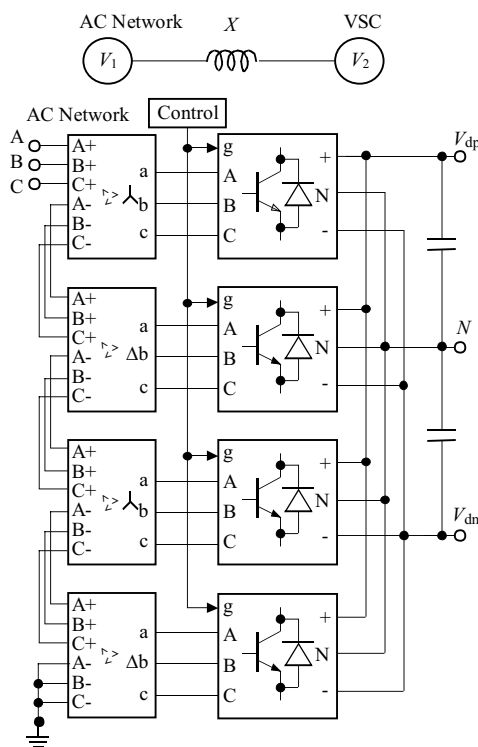 AC Network X VSC
V1 V2
AC Network Control
A
B
C
A+
B+
C+
A-
B-
C-
a
b
c
g
A
B
C
+
N
-
Vdp
A+
B+
C+
A-
B-
C-
a
Δb
c
g
A
B
C
+
N
-
N
A+
B+
C+
A-
B-
C-
a
b
c
g
A
B
C
+
N
-
Vdn
A+
B+
C+
A-
B-
C-
a
Δb
c
g
A
B
C
+
N
-